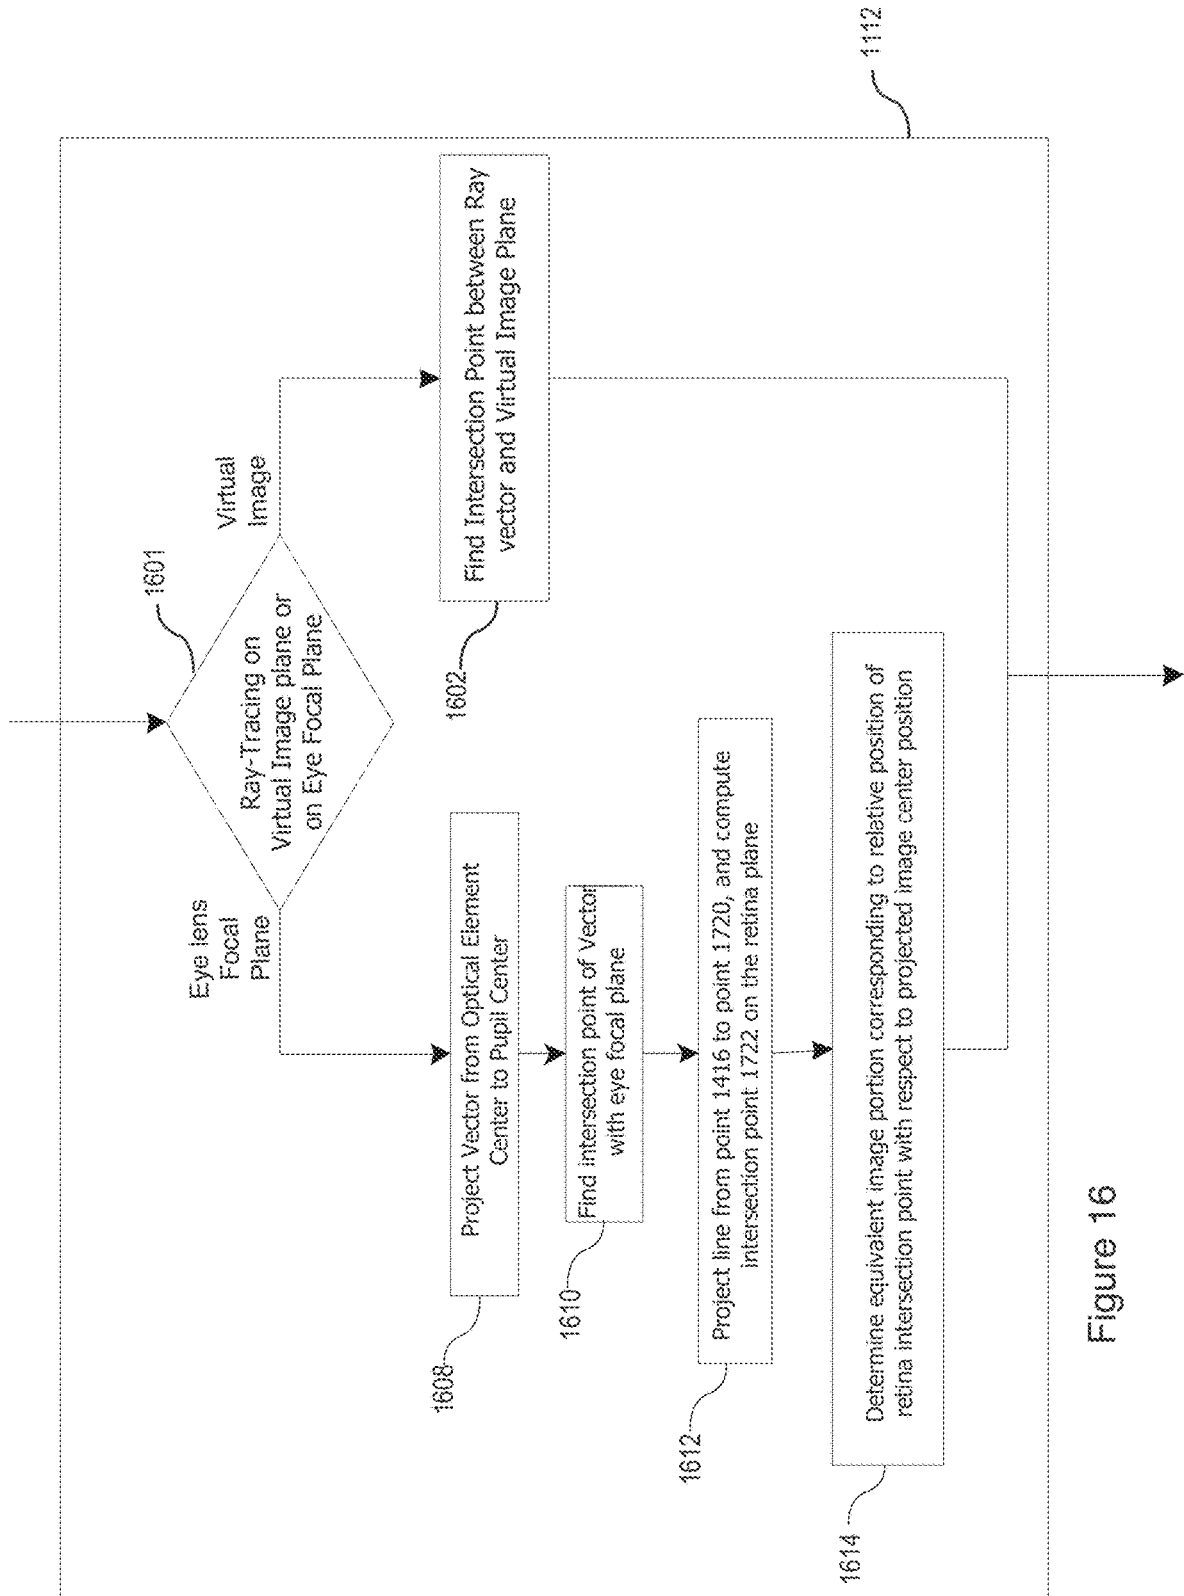 1112
1601
Ray-Tracing on
Virtual Image plane or
on Eye Focal Plane
Virtual
Image
Eye lens
Focal
Plane
Find Intersection Point between Ray
vector and Virtual Image Plane
1602
Project Vector from Optical Element
Center to Pupil Center
1608
Find intersection point of Vector
with eye focal plane
1610
Project line from point 1416 to point 1720, and compute
intersection point 1722 on the retina plane
1612
Determine equivalent image portion corresponding to relative position of
retina intersection point with respect to projected image center position
1614
Figure 16